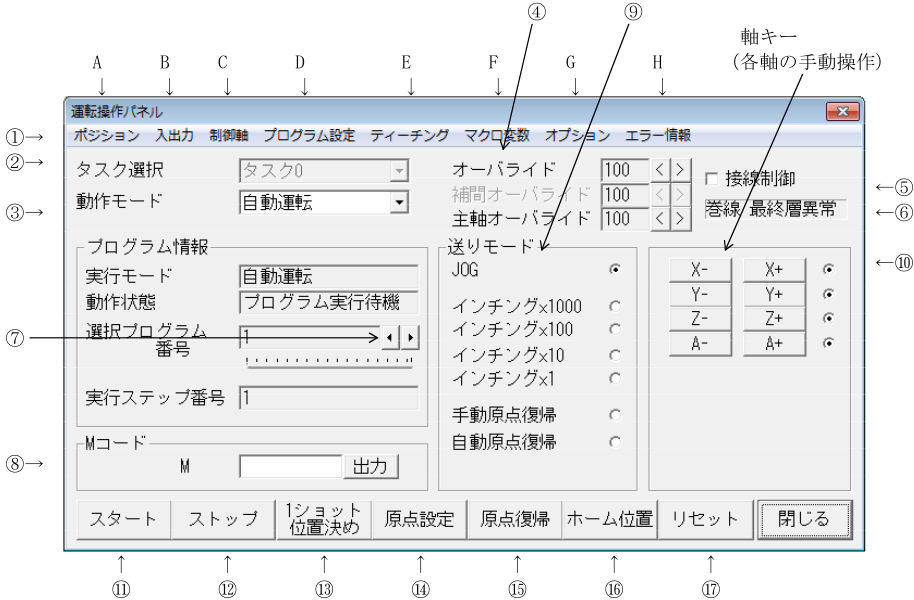 ④ ⑨
軸キー
(各軸の手動操作)
A B C D E F G H
↓ ↓ ↓ ↓ ↓ ↓ ↓ ↓
運転操作パネル
①→ ポジション 入出力 制御軸 プログラム設定 ティーチング マクロ変数 オプション エラー情報
②→ タスク選択 タスク0 オーバライド 100 < > 接線制御 ←⑤
補間オーバライド 100 < >
③→ 動作モード 自動運転 主軸オーバライド 100 < > 巻線 最終層異常 ←⑥
プログラム情報 送りモード
実行モード 自動運転 JOG X- X+ ←⑩
動作状態 プログラム実行待機 インチングx1000 Y- Y+
⑦ 選択プログラム 1 インチングx100 Z- Z+
番号 インチングx10 A- A+
インチングx1
実行ステップ番号 1 手動原点復帰
Mコード 自動原点復帰
⑧→ M 出力
スタート ストップ 1ショット 原点設定 原点復帰 ホーム位置 リセット 閉じる
位置決め
↑ ↑ ↑ ↑ ↑ ↑ ↑
⑪ ⑫ ⑬ ⑭ ⑮ ⑯ ⑰